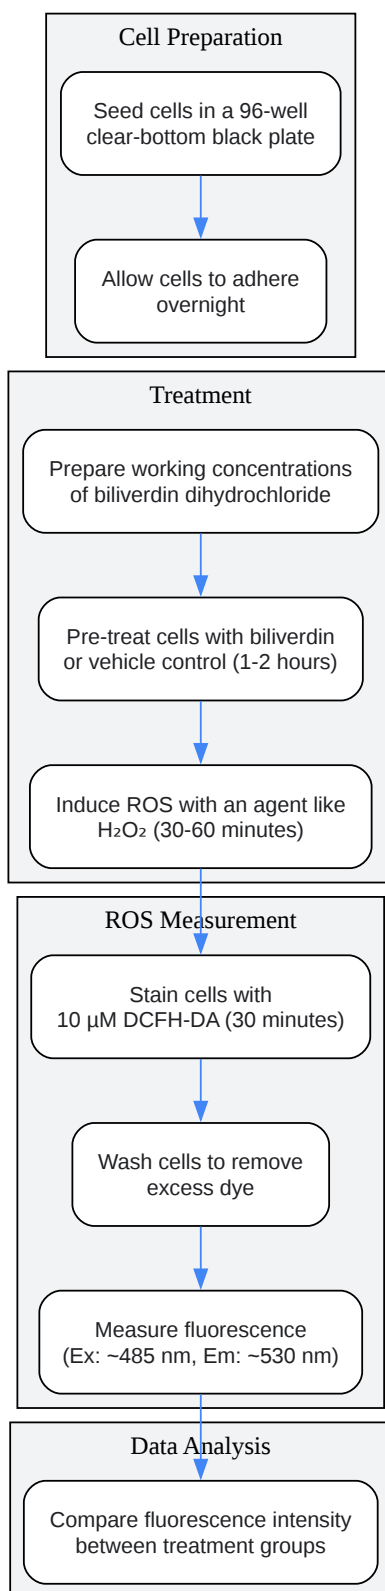 Cell Preparation
Seed cells in a 96-well
clear-bottom black plate
Allow cells to adhere
overnight
Treatment
Prepare working concentrations
of biliverdin dihydrochloride
Pre-treat cells with biliverdin
or vehicle control (1-2 hours)
Induce ROS with an agent like
H₂O₂ (30-60 minutes)
ROS Measurement
Stain cells with
10 µM DCFH-DA (30 minutes)
Wash cells to remove
excess dye
Measure fluorescence
(Ex: ~485 nm, Em: ~530 nm)
Data Analysis
Compare fluorescence intensity
between treatment groups